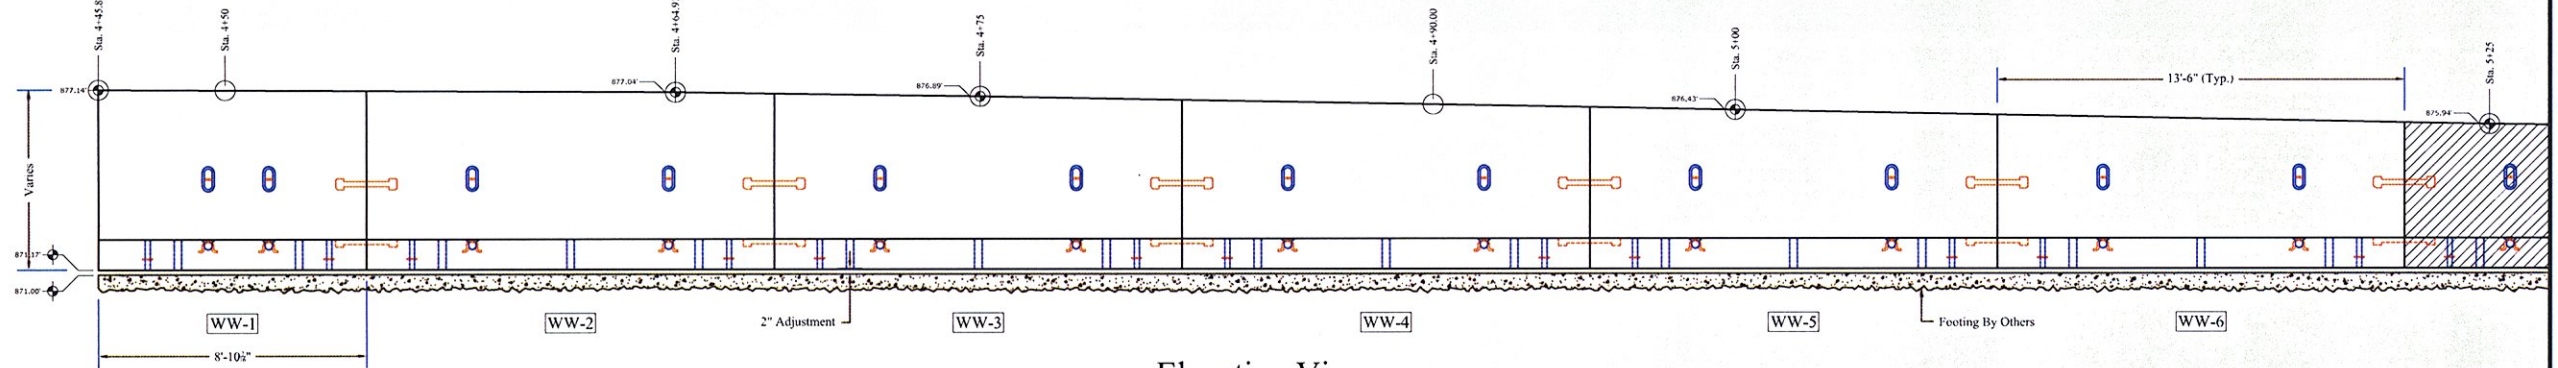 Sta. 4+45.8
Sta. 4+50
Sta. 4+64.9
Sta. 4+75
Sta. 4+90.00
Sta. 5+00
Sta. 5+25
877.14'
877.04'
876.89'
876.43'
13'-6" (Typ.)
875.94'
Varies
871.17'
871.00'
WW-1
WW-2
2" Adjustment
WW-3
WW-4
WW-5
Footing By Others
WW-6
8'-10½"